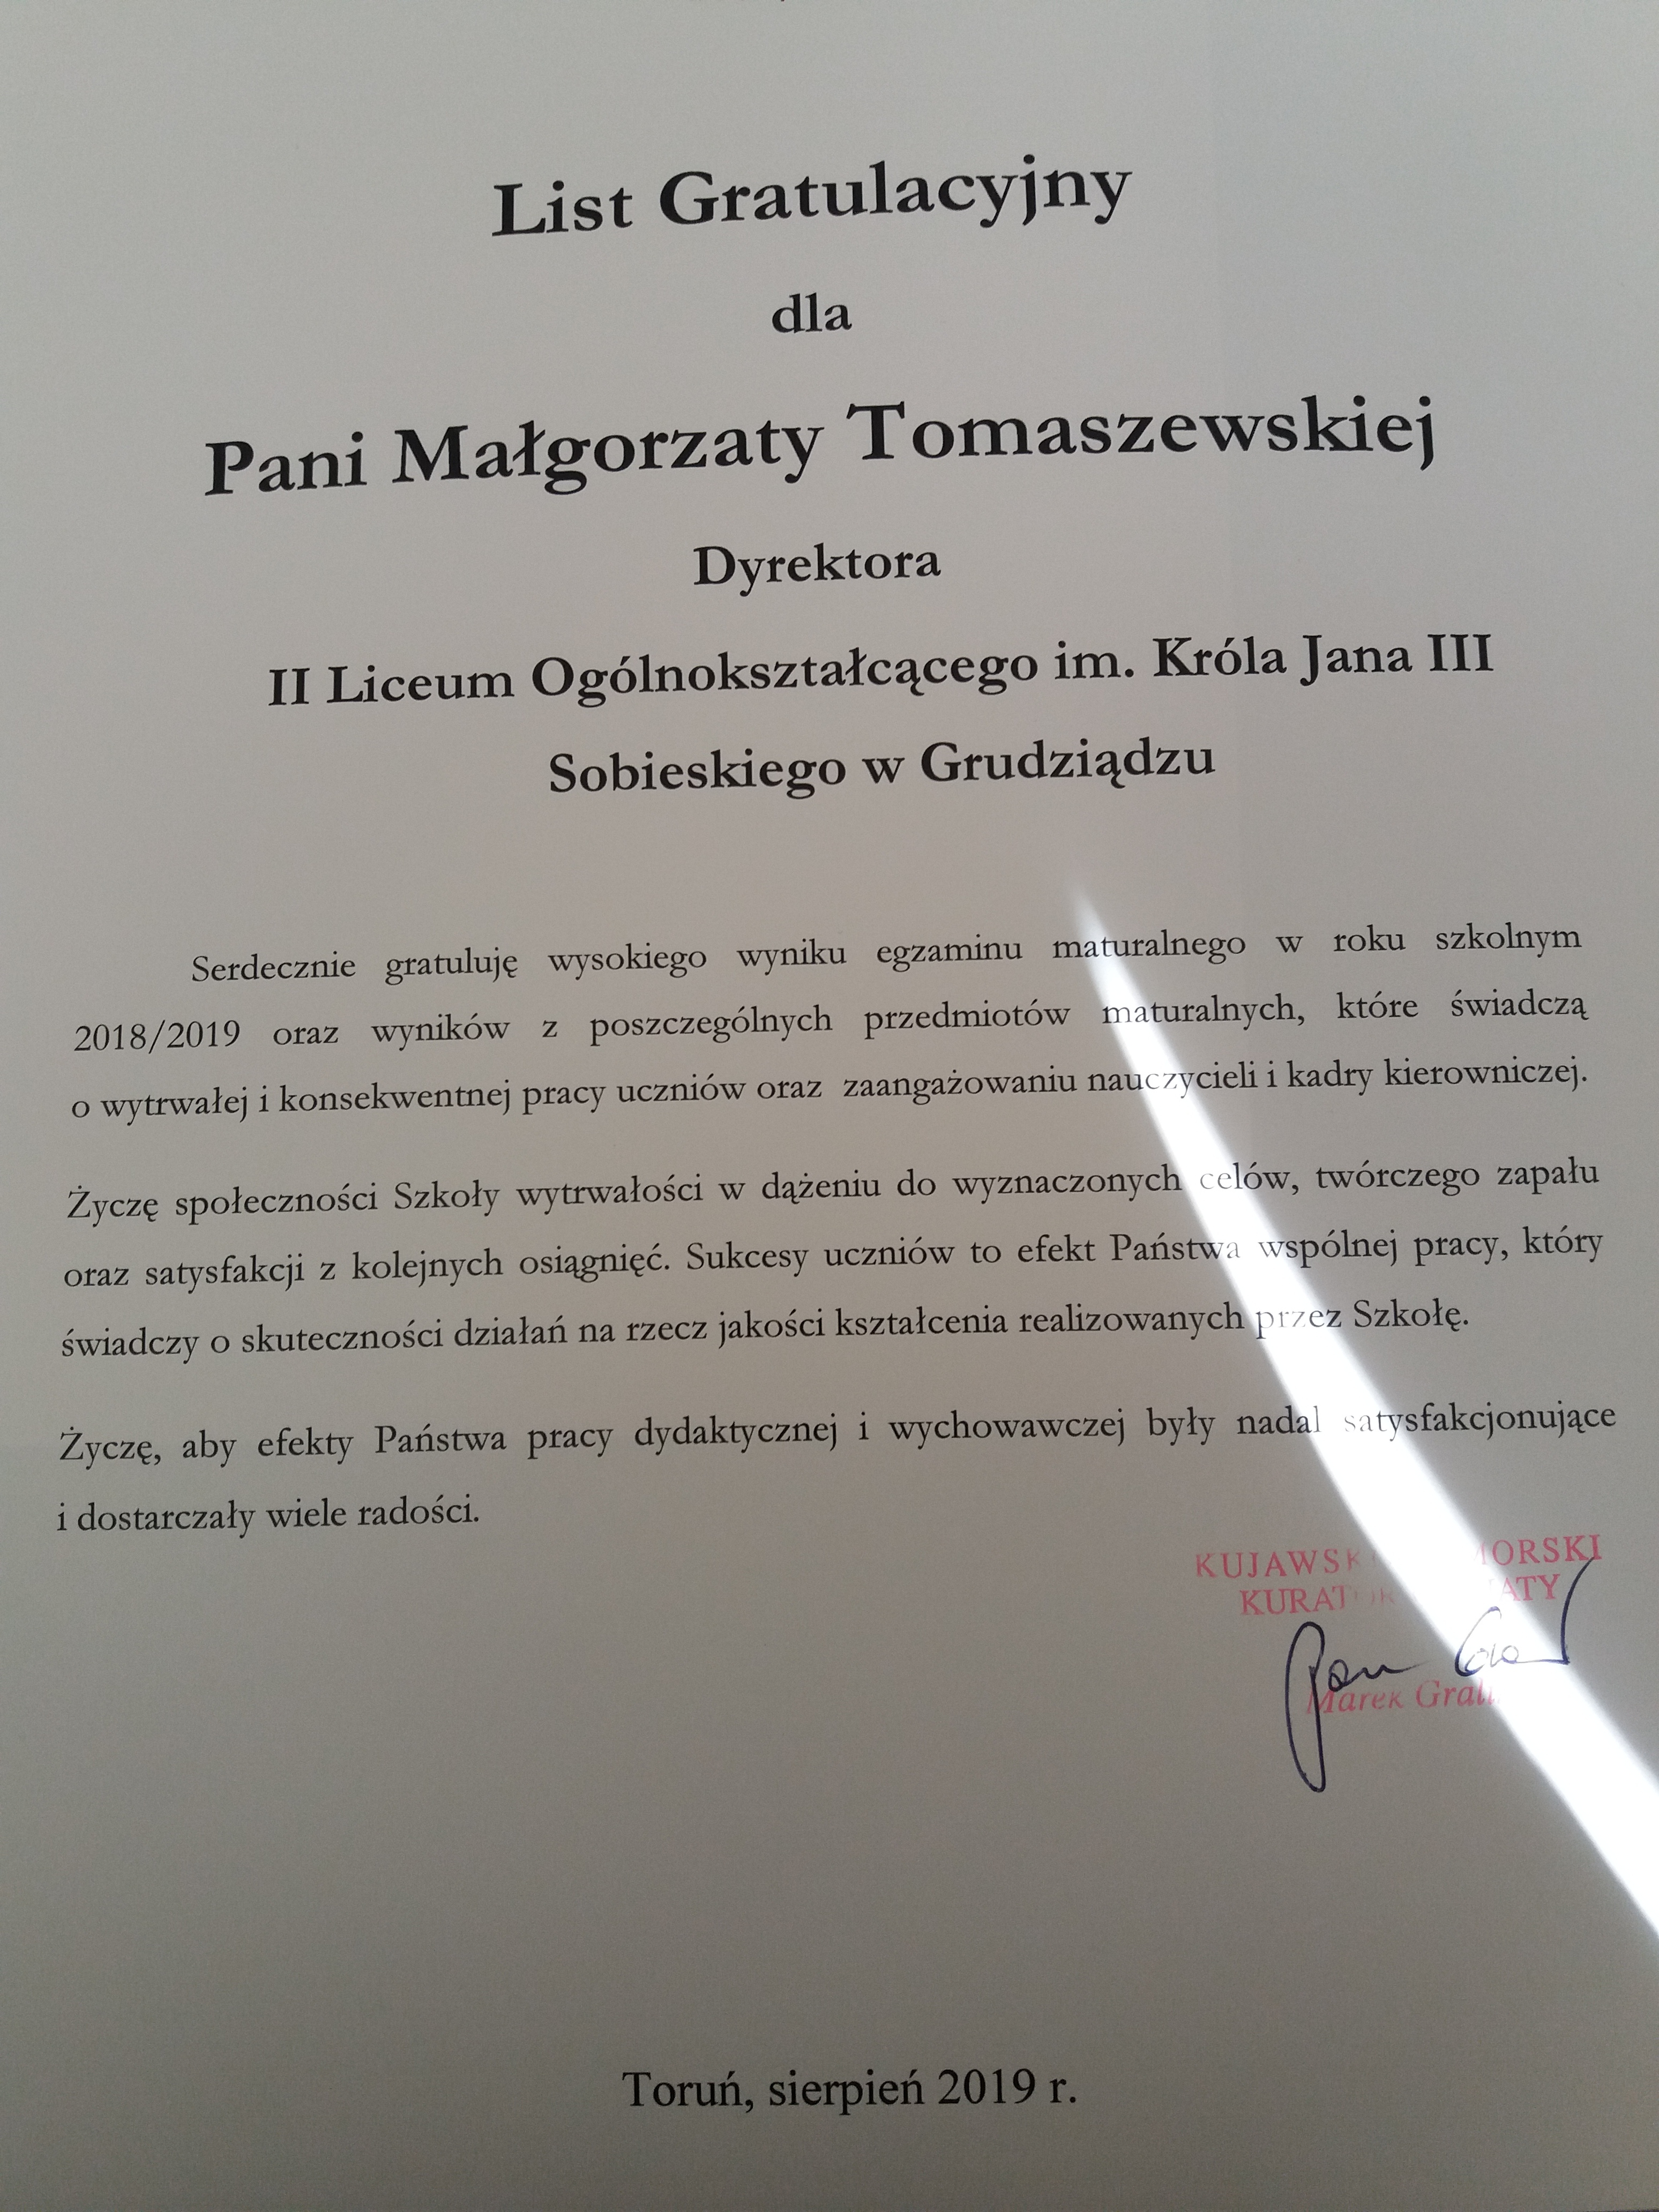 List Gratulacyjny
dla
Pani Małgorzaty Tomaszewskiej
Dyrektora
II Liceum Ogólnokształcącego im. Króla Jana III
Sobieskiego w Grudziądzu
Serdecznie gratuluję wysokiego wyniku egzaminu maturalnego w roku szkolnym
2018/2019 oraz wyników z poszczególnych przedmiotów maturalnych, które świadczą
o wytrwałej i konsekwentnej pracy uczniów oraz zaangażowaniu nauczycieli i kadry kierowniczej.
Życzę społeczności Szkoły wytrwałości w dążeniu do wyznaczonych celów, twórczego zapału
oraz satysfakcji z kolejnych osiągnięć. Sukcesy uczniów to efekt Państwa wspólnej pracy, który
świadczy o skuteczności działań na rzecz jakości kształcenia realizowanych przez Szkołę.
Życzę, aby efekty Państwa pracy dydaktycznej i wychowawczej były nadal satysfakcjonujące
i dostarczały wiele radości.
Marek
Toruń, sierpień 2019 r.